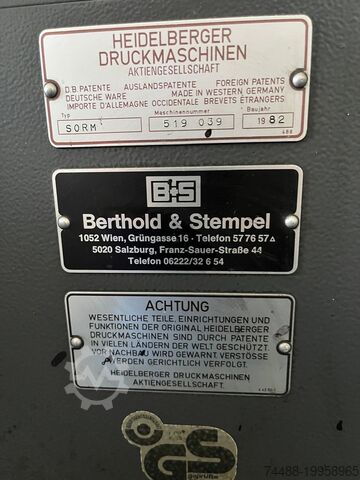 HEIDELBERGER
DRUCKMASCHINEN
AKTIENGESELLSCHAFT
D.B. PATENTE AUSLANDSPATENTE FOREIGN PATENTS
DEUTSCHE WARE MADE IN WESTERN GERMANY
IMPORTE D'ALLEMAGNE OCCIDENTALE BREVETS ÉTRANGERS
Typ Maschinennummer Baujahr
SORM 519 039 1982
B+S
Berthold & Stempel
1052 Wien, Grüngasse 16 - Telefon 57 76 57
5020 Salzburg, Franz-Sauer-Straße 44
Telefon 06222/32 6 54
ACHTUNG
WESENTLICHE TEILE, EINRICHTUNGEN UND
FUNKTIONEN DER ORIGINAL HEIDELBERGER
DRUCKMASCHINEN SIND DURCH PATENTE
IN VIELEN LÄNDERN DER WELT GESCHÜTZT.
VOR NACHBAU WIRD GEWARNT. VERSTÖSSE
WERDEN GERICHTLICH VERFOLGT.
HEIDELBERGER DRUCKMASCHINEN
AKTIENGESELLSCHAFT
GS
74488-19958965